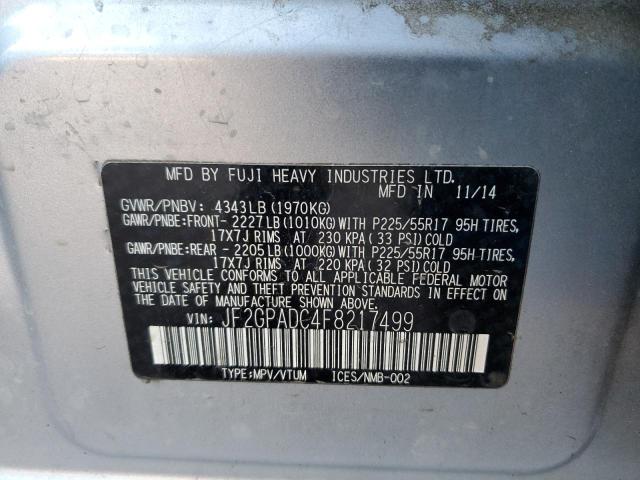 MFD BY FUJI HEAVY INDUSTRIES LTD.
MFD IN 11/14
GVWR/PNBV: 4343LB(1970KG)
GAWR/PNBE:FRONT- 2227LB(1010KG)WITH P225/55R17 95H TIRES,
17X7J RIMS AT 230 KPA(33 PSI)COLD
GAWR/PNBE:REAR - 2205LB(1000KG)WITH P225/55R17 95H TIRES,
17X7J RIMS AT 220 KPA(32 PSI)COLD
THIS VEHICLE CONFORMS TO ALL APPLICABLE FEDERAL MOTOR
VEHICLE SAFETY AND THEFT PREVENTION STANDARDS IN EFFECT
ON THE DATE OF MANUFACTURE SHOWN ABOVE.
VIN: JF2GPADC4F8217499
TYPE:MPV/VTUM ICES/NMB-002